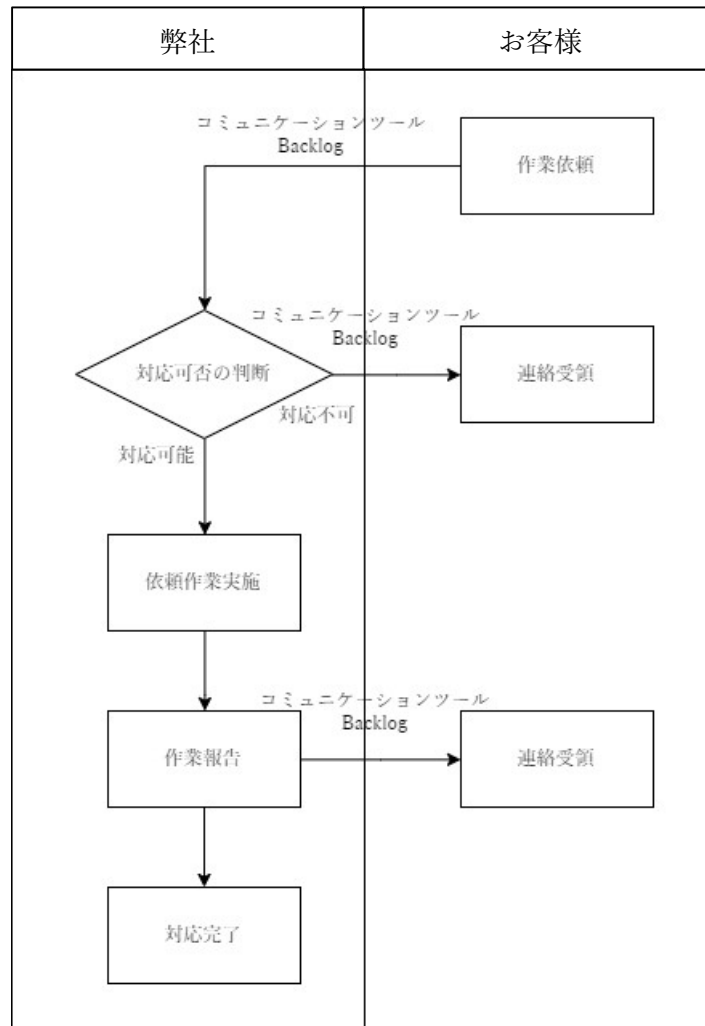 弊社
お客様
コミュニケーションツール
Backlog
作業依頼
コミュニケーションツール
Backlog
対応可否の判断
連絡受領
対応不可
対応可能
依頼作業実施
コミュニケーションツール
Backlog
作業報告
連絡受領
対応完了